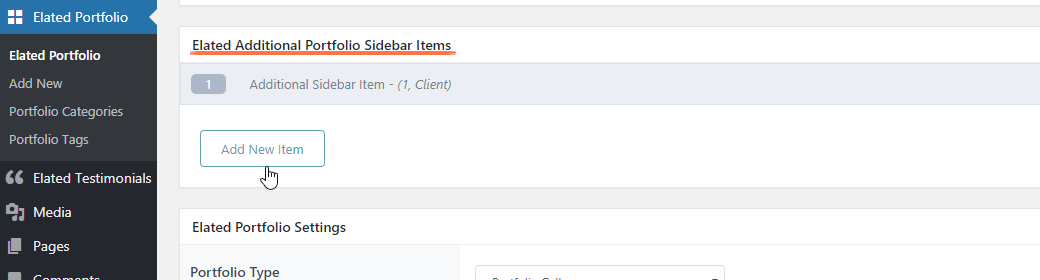 Elated Portfolio
Elated Portfolio
Add New
Portfolio Categories
Portfolio Tags
Elated Testimonials
Media
Pages
Comments
Elated Additional Portfolio Sidebar Items
1 Additional Sidebar Item - (1, Client)
Add New Item
Elated Portfolio Settings
Portfolio Type